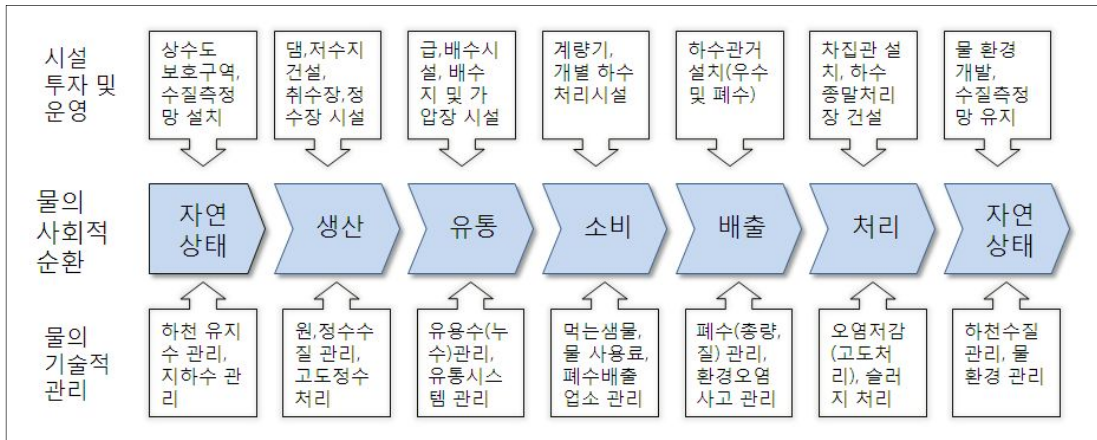 시설
투자 및
운영
상수도
보호구역,
수질측정
망 설치
댐,저수지
건설,
취수장,정
수장 시설
급,배수시
설, 배수
지 및 가
압장 시설
계량기,
개별 하수
처리시설
하수관거
설치(우수
및 폐수)
차집관 설
치, 하수
종말처리
장 건설
물 환경
개발,
수질측정
망 유지
물의
사회적
순환
자연
상태
생산
유통
소비
배출
처리
자연
상태
물의
기술적
관리
하천 유지
수 관리,
지하수 관
리
원,정수수
질 관리,
고도정수
처리
유용수(누
수)관리,
유통시스
템 관리
먹는샘물,
물 사용료,
폐수배출
업소 관리
폐수(총량,
질) 관리,
환경오염
사고 관리
오염저감
(고도처
리), 슬러
지 처리
하천수질
관리, 물
환경 관리